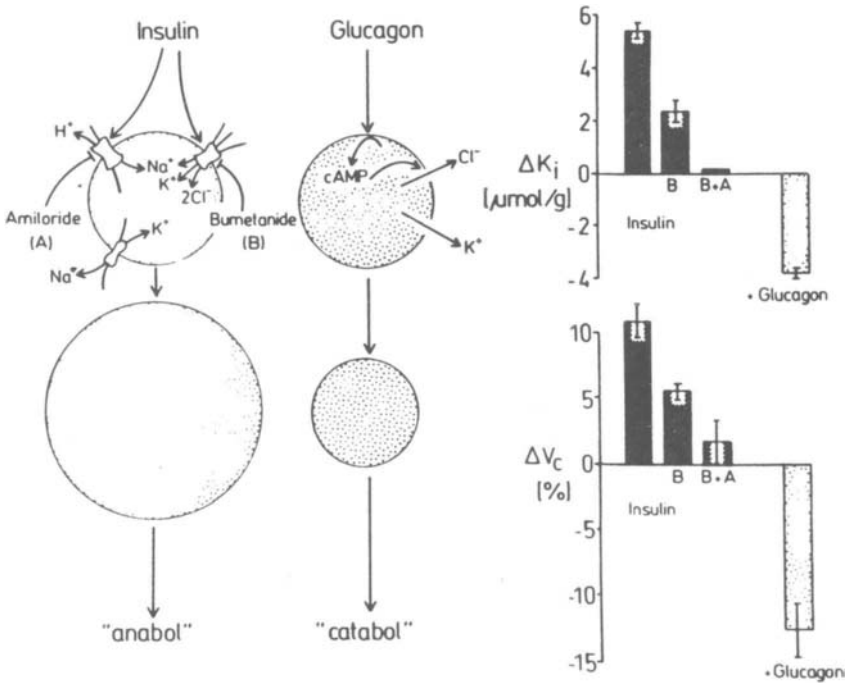 Insulin
Glucagon
H⁺
Na⁺
K⁺
2Cl⁻
Amiloride
(A)
Bumetanide
(B)
K⁺
Na⁺
cAMP
Cl⁻
K⁺
"anabol"
"catabol"
6
4
2
0
-2
-4
ΔKᵢ
[μmol/g]
B
B+A
Insulin
+ Glucagon
10
5
0
-5
-10
-15
ΔV꜀
[%]
B
B+A
Insulin
+ Glucagon